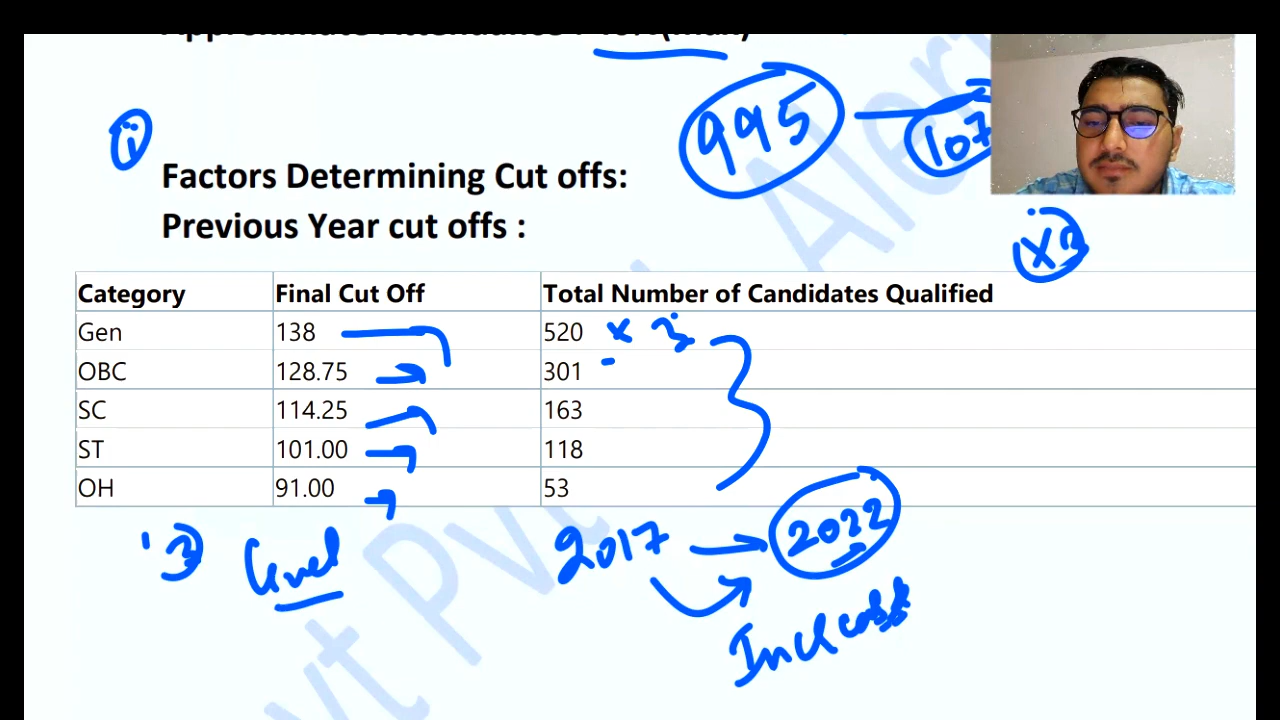 995
107
Factors Determining Cut offs:
Previous Year cut offs :
Category Final Cut Off Total Number of Candidates Qualified
Gen 138 520
OBC 128.75 301
SC 114.25 163
ST 101.00 118
OH 91.00 53
2017 2022